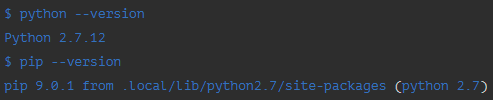 $ python --version
Python 2.7.12
$ pip --version
pip 9.0.1 from .local/lib/python2.7/site-packages (python 2.7)